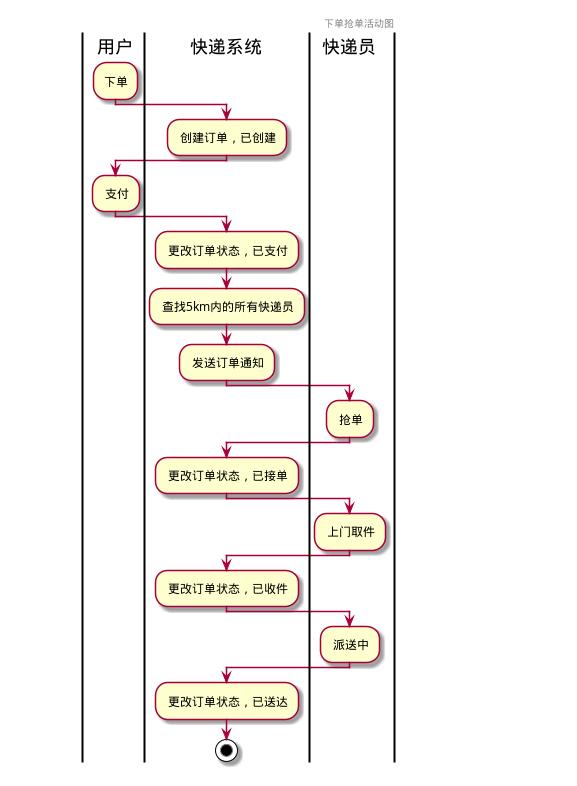 下单抢单活动图
用户
快递系统
快递员
下单
创建订单，已创建
支付
更改订单状态，已支付
查找5km内的所有快递员
发送订单通知
抢单
更改订单状态，已接单
上门取件
更改订单状态，已收件
派送中
更改订单状态，已送达